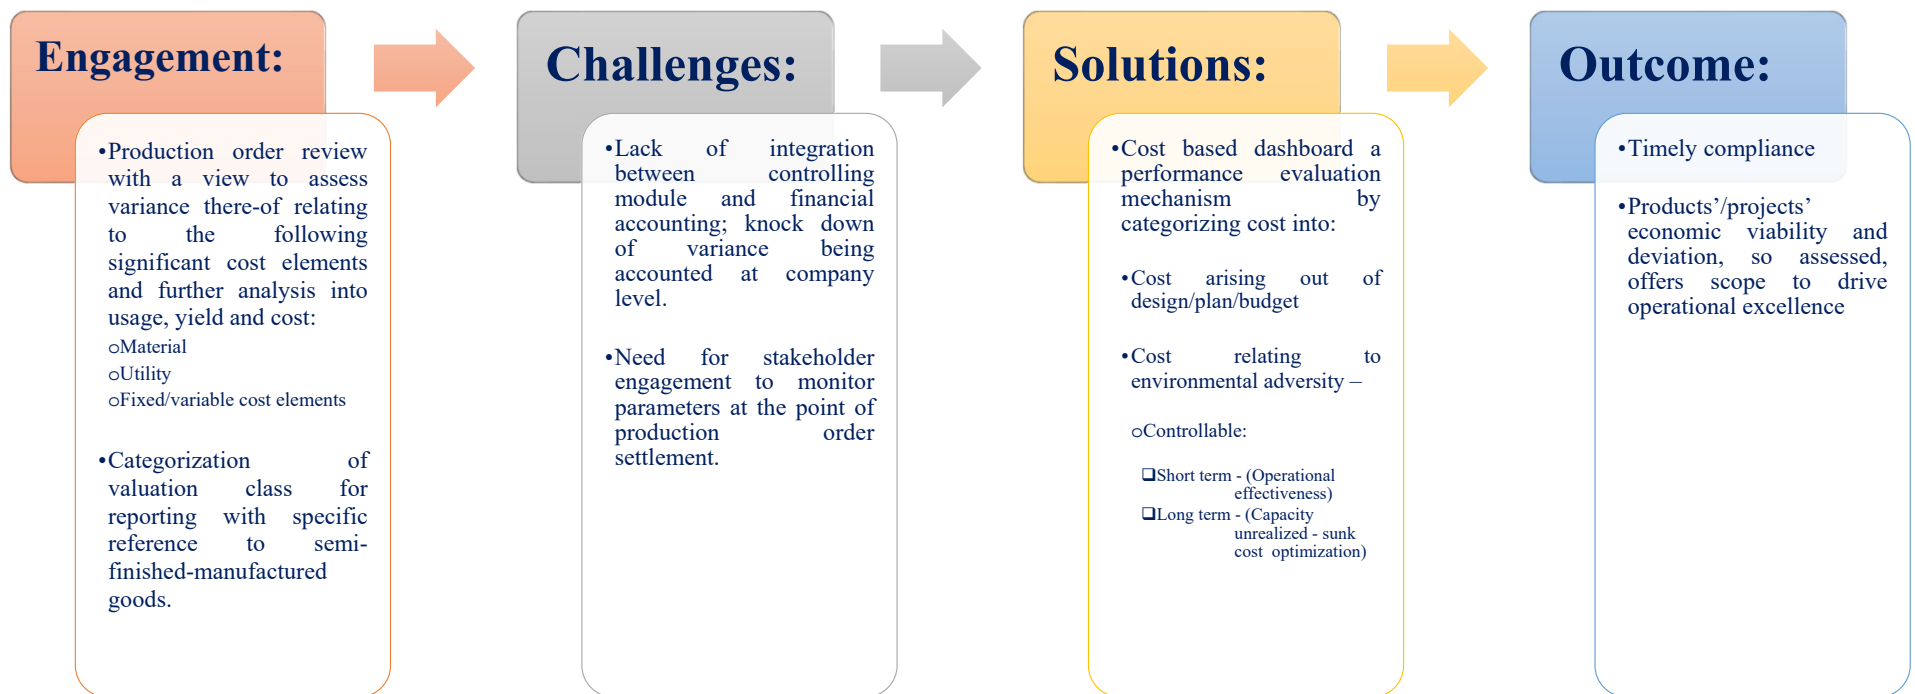 Engagement:
•Production order review
with a view to assess
variance there-of relating
to the following
significant cost elements
and further analysis into
usage, yield and cost:
oMaterial
oUtility
oFixed/variable cost elements
•Categorization of
valuation class for
reporting with specific
reference to semi-
finished-manufactured
goods.
Challenges:
•Lack of integration
between controlling
module and financial
accounting; knock down
of variance being
accounted at company
level.
•Need for stakeholder
engagement to monitor
parameters at the point of
production order
settlement.
Solutions:
•Cost based dashboard a
performance evaluation
mechanism by
categorizing cost into:
•Cost arising out of
design/plan/budget
•Cost relating to
environmental adversity –
oControllable:
❑Short term - (Operational
effectiveness)
❑Long term - (Capacity
unrealized - sunk
cost optimization)
Outcome:
•Timely compliance
•Products’/projects’
economic viability and
deviation, so assessed,
offers scope to drive
operational excellence